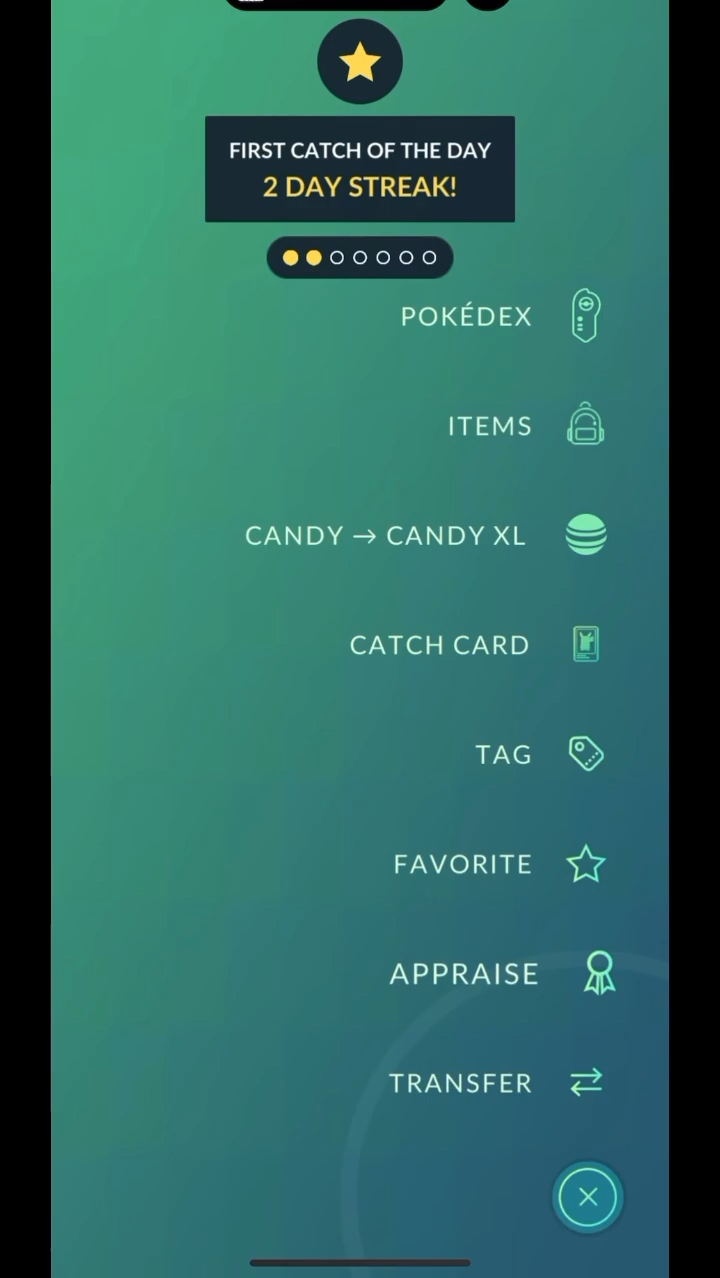 FIRST CATCH OF THE DAY
2 DAY STREAK!
POKÉDEX
ITEMS
CANDY → CANDY XL
CATCH CARD
TAG
FAVORITE
APPRAISE
TRANSFER